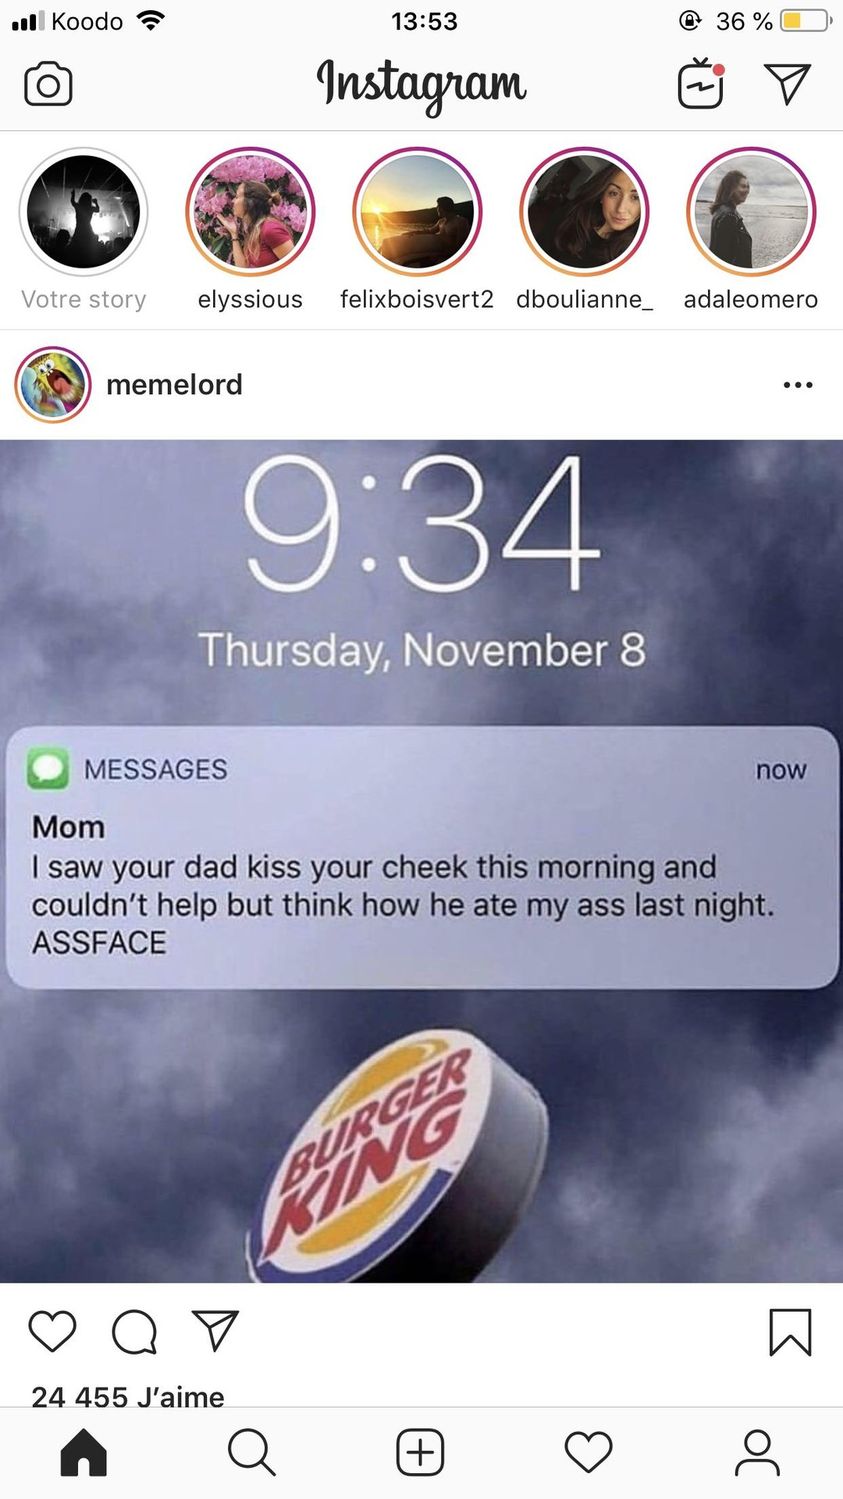 Koodo 13:53 36 %
Instagram
Votre story elyssious felixboisvert2 dboulianne_ adaleomero
memelord
9:34
Thursday, November 8
MESSAGES now
Mom
I saw your dad kiss your cheek this morning and
couldn't help but think how he ate my ass last night.
ASSFACE
BURGER
KING
24 455 J'aime